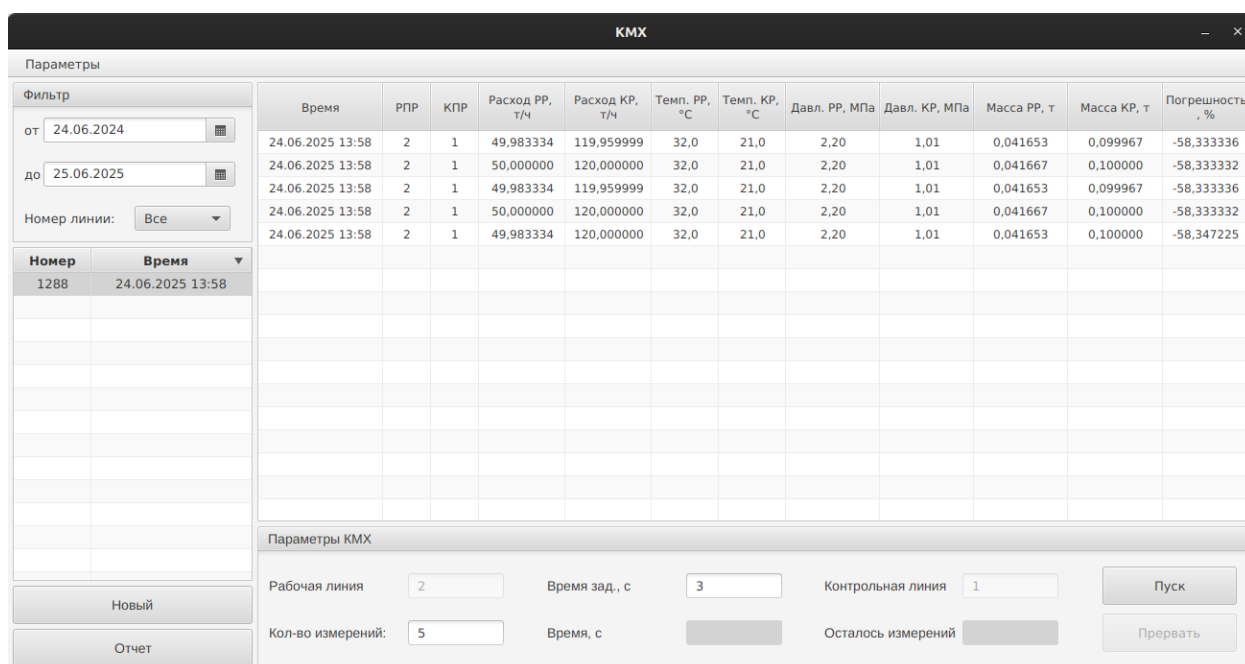 КМХ
Параметры
Фильтр
от 24.06.2024
до 25.06.2025
Номер линии: Все
Номер Время
1288 24.06.2025 13:58
Новый
Отчет
Время РПР КПР Расход РР, т/ч Расход КР, т/ч Темп. РР, °C Темп. КР, °C Давл. РР, МПа Давл. КР, МПа Масса РР, т Масса КР, т Погрешность, %
24.06.2025 13:58 2 1 49,983334 119,959999 32,0 21,0 2,20 1,01 0,041653 0,099967 -58,333336
24.06.2025 13:58 2 1 50,000000 120,000000 32,0 21,0 2,20 1,01 0,041667 0,100000 -58,333332
24.06.2025 13:58 2 1 49,983334 119,959999 32,0 21,0 2,20 1,01 0,041653 0,099967 -58,333336
24.06.2025 13:58 2 1 50,000000 120,000000 32,0 21,0 2,20 1,01 0,041667 0,100000 -58,333332
24.06.2025 13:58 2 1 49,983334 120,000000 32,0 21,0 2,20 1,01 0,041653 0,100000 -58,347225
Параметры КМХ
Рабочая линия 2 Время зад., с 3 Контрольная линия 1 Пуск
Кол-во измерений: 5 Время, с Осталось измерений Прервать